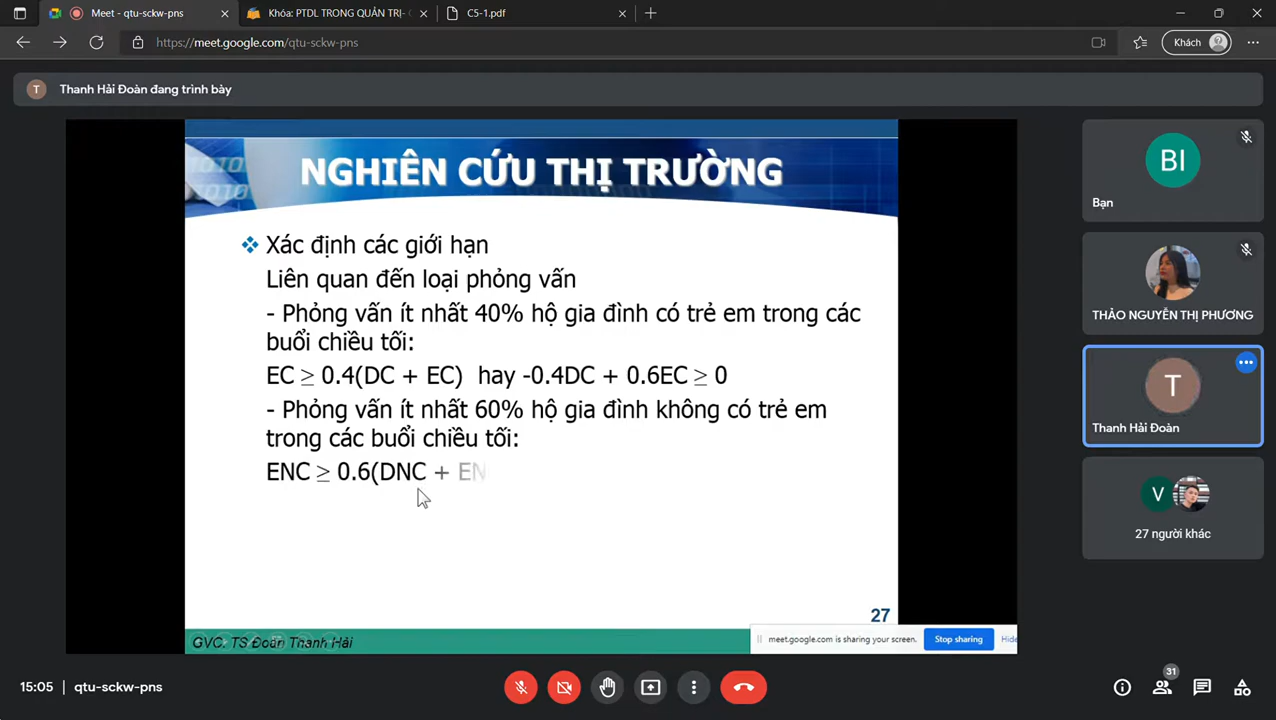 Meet - qtu-sckw-pns
Khóa: PTDL TRONG QUẢN TRỊ-
C5-1.pdf
https://meet.google.com/qtu-sckw-pns
Khách
T
Thanh Hải Đoàn đang trình bày
NGHIÊN CỨU THỊ TRƯỜNG
Xác định các giới hạn
Liên quan đến loại phỏng vấn
- Phỏng vấn ít nhất 40% hộ gia đình có trẻ em trong các
buổi chiều tối:
EC ≥ 0.4(DC + EC) hay -0.4DC + 0.6EC ≥ 0
- Phỏng vấn ít nhất 60% hộ gia đình không có trẻ em
trong các buổi chiều tối:
ENC ≥ 0.6(DNC + EN
27
GVC. TS Đoàn Thanh Hải
meet.google.com is sharing your screen.
Stop sharing
Hide
BI
Bạn
THẢO NGUYỄN THỊ PHƯƠNG
T
Thanh Hải Đoàn
V
27 người khác
15:05 | qtu-sckw-pns
31